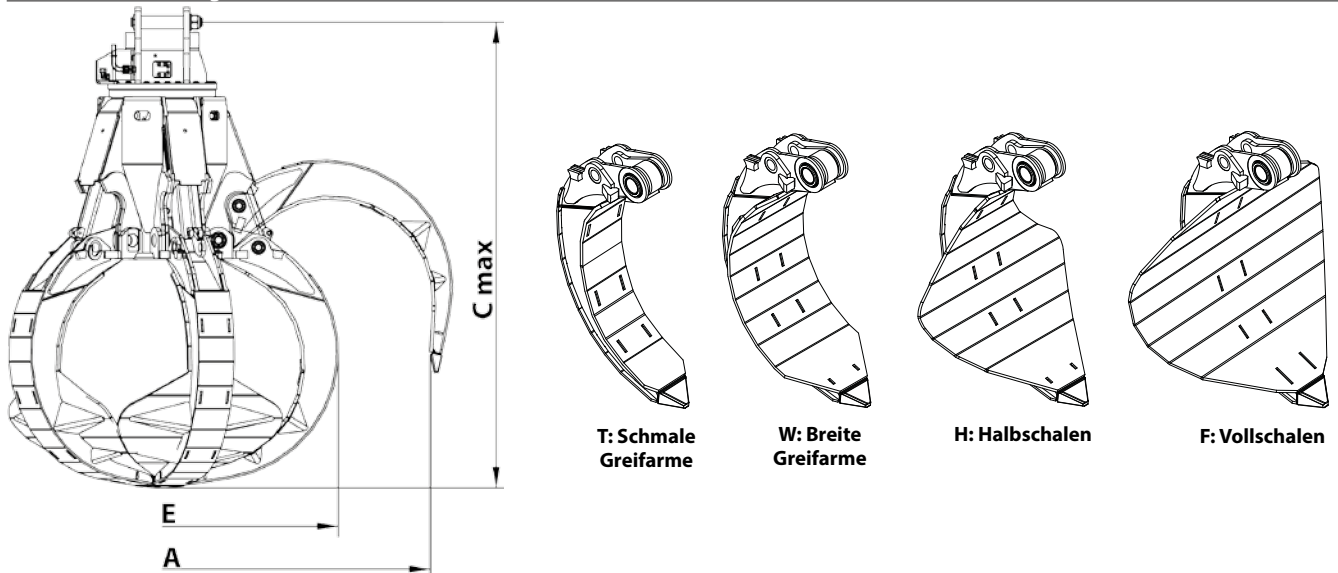 C max
E
A
T: Schmale
Greifarme
W: Breite
Greifarme
H: Halbschalen
F: Vollschalen